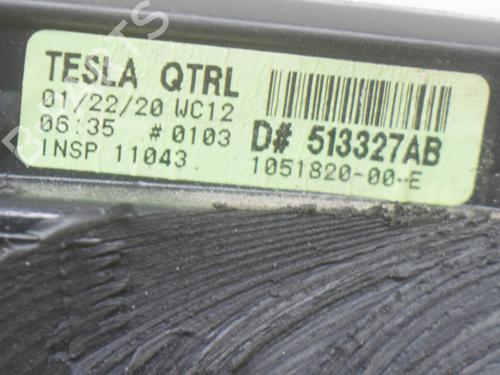 TESLA QTRL
01/22/20 WC12
06:35 #0103
INSP 11043
D# 513327AB
1051820-00-E